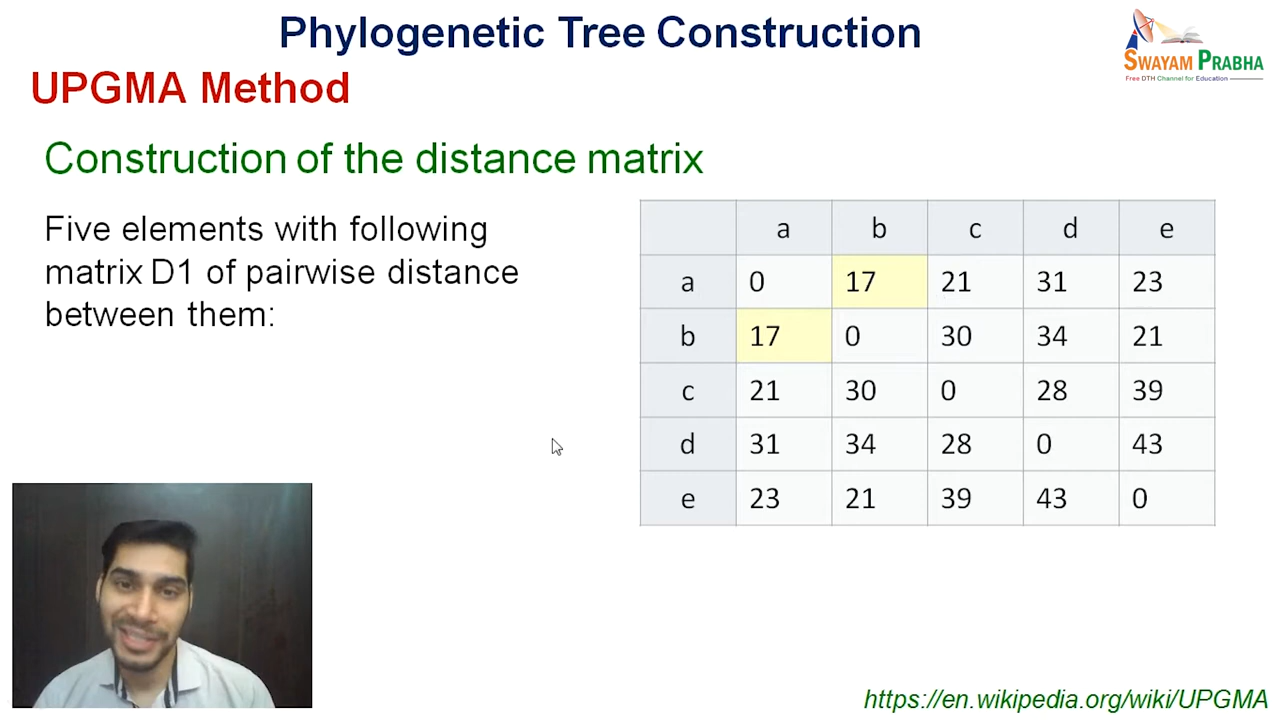 Phylogenetic Tree Construction
SWAYAM PRABHA
Free DTH Channel for Education
UPGMA Method
Construction of the distance matrix
Five elements with following
matrix D1 of pairwise distance
between them:
a b c d e
a 0 17 21 31 23
b 17 0 30 34 21
c 21 30 0 28 39
d 31 34 28 0 43
e 23 21 39 43 0
https://en.wikipedia.org/wiki/UPGMA